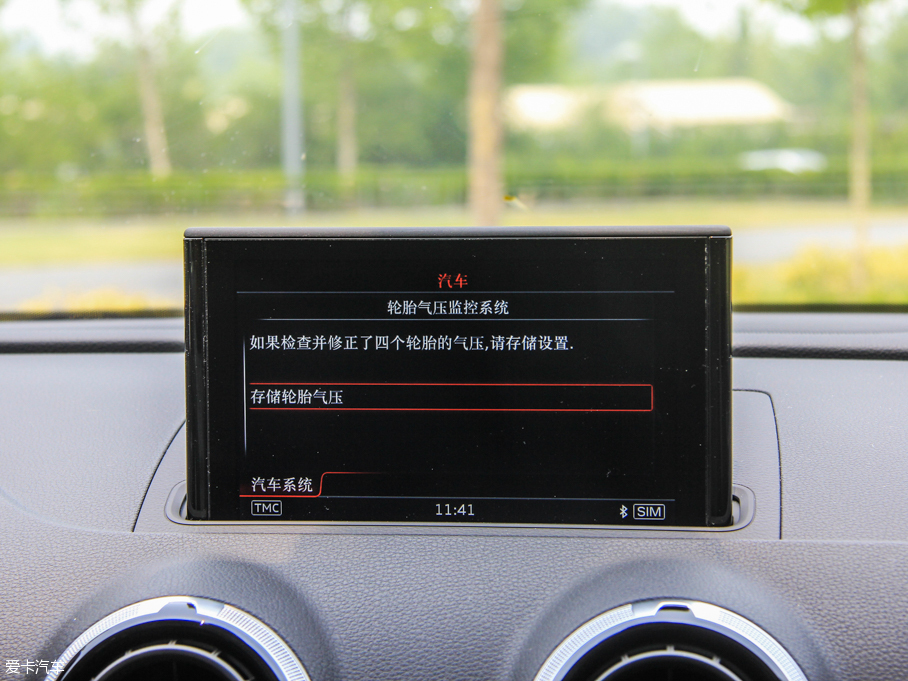 汽车
轮胎气压监控系统
如果检查并修正了四个轮胎的气压,请存储设置.
存储轮胎气压
汽车系统
TMC 11:41 SIM
爱卡汽车